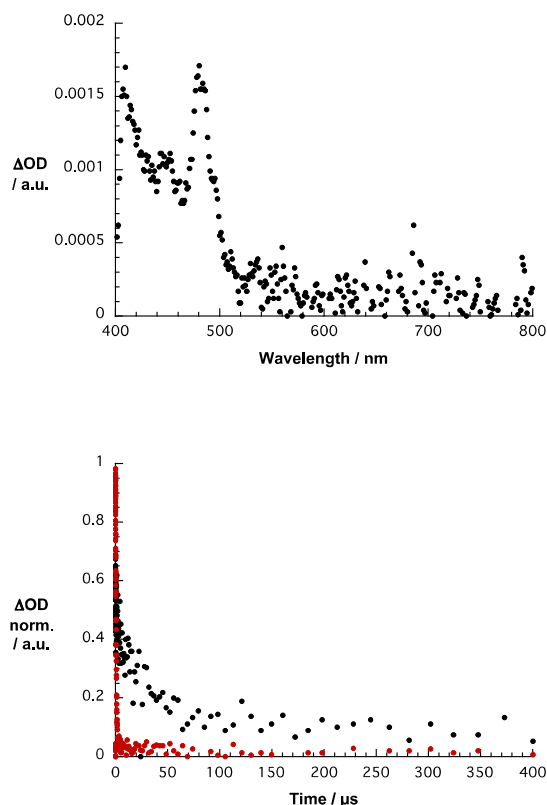 0.002
0.0015
ΔOD
/ a.u.
0.001
0.0005
0
400 500 600 700 800
Wavelength / nm
1
0.8
0.6
ΔOD
norm.
/ a.u.
0.4
0.2
0
0 50 100 150 200 250 300 350 400
Time / µs